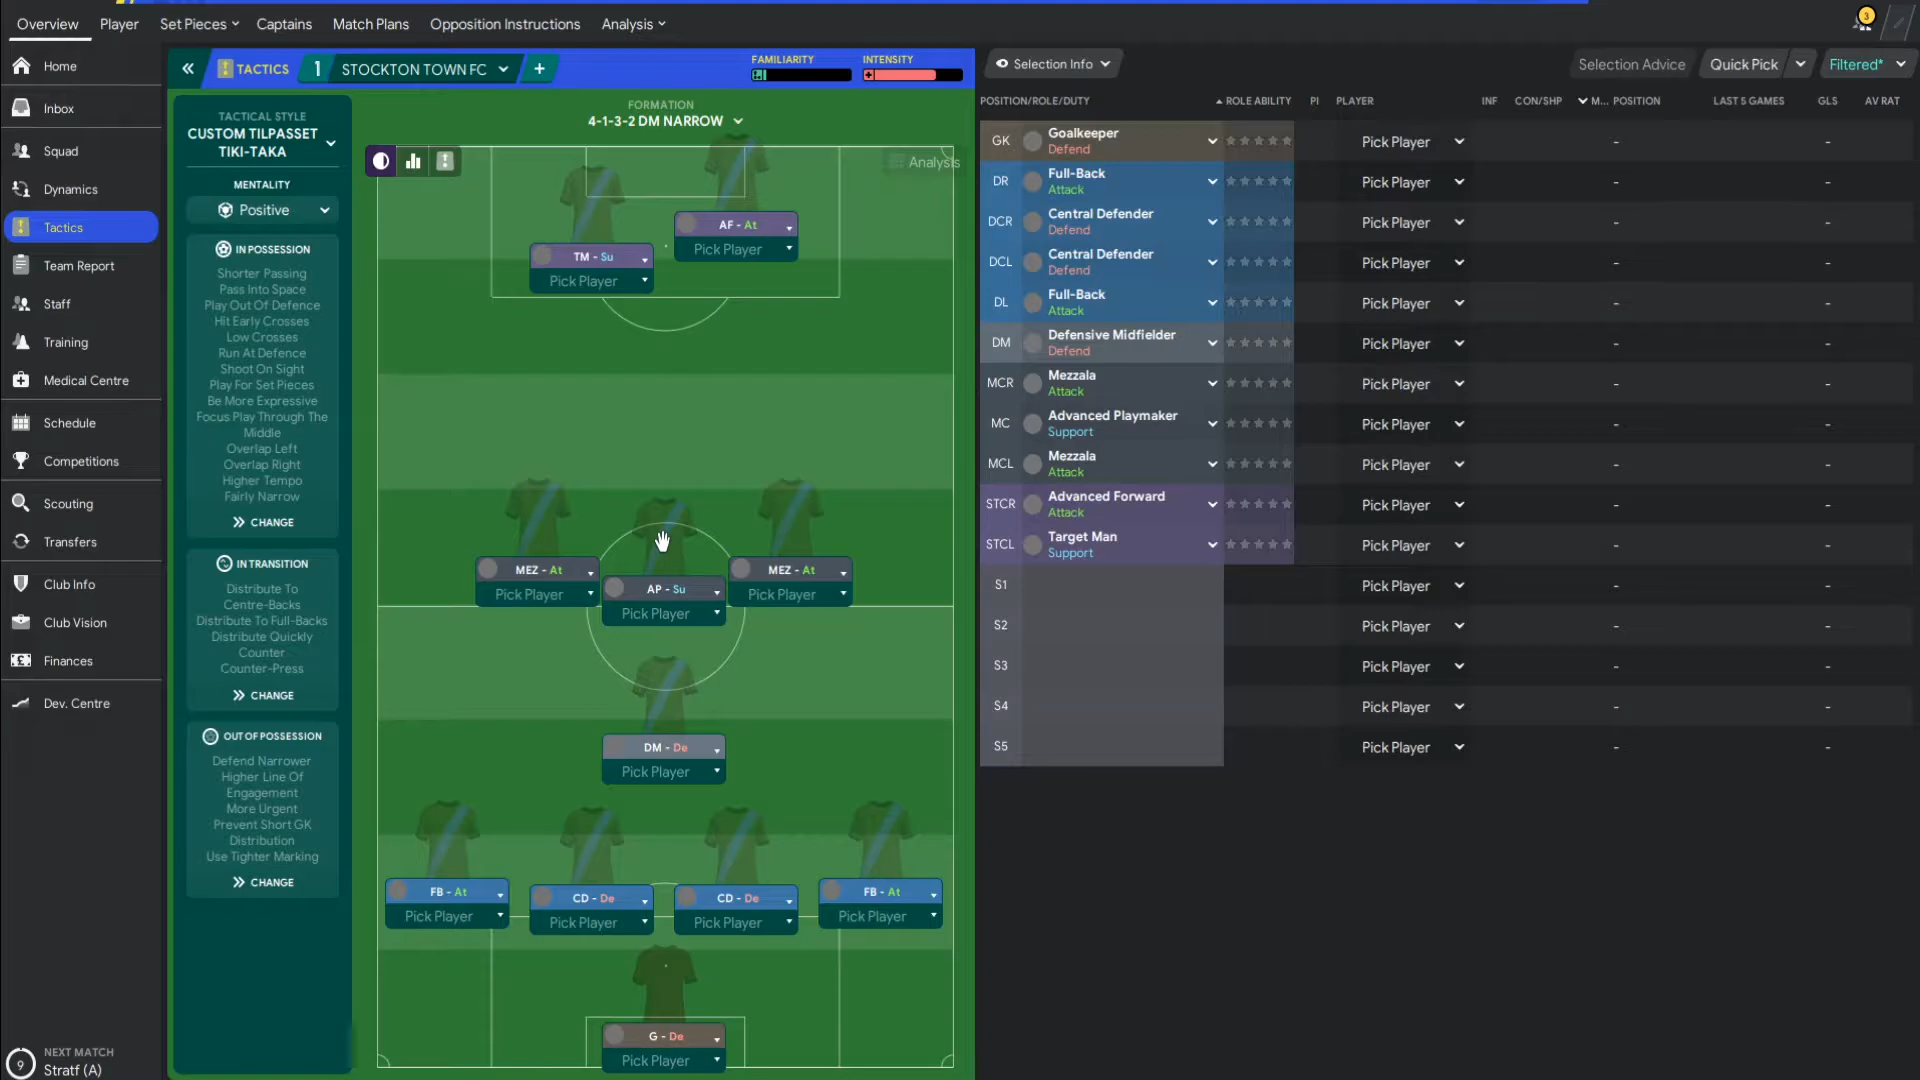 Overview
Player
Set Pieces
Captains
Match Plans
Opposition Instructions
Analysis
3
Home
Inbox
Squad
Dynamics
Tactics
Team Report
Staff
Training
Medical Centre
Schedule
Competitions
Scouting
Transfers
Club Info
Club Vision
Finances
Dev. Centre
9
NEXT MATCH
Stratf (A)
TACTICS
1
STOCKTON TOWN FC
+
FAMILIARITY
INTENSITY
TACTICAL STYLE
CUSTOM TILPASSET
TIKI-TAKA
MENTALITY
Positive
IN POSSESSION
Shorter Passing
Pass Into Space
Play Out Of Defence
Hit Early Crosses
Low Crosses
Run At Defence
Shoot On Sight
Play For Set Pieces
Be More Expressive
Focus Play Through The
Middle
Overlap Left
Overlap Right
Higher Tempo
Fairly Narrow
CHANGE
IN TRANSITION
Distribute To
Centre-Backs
Distribute To Full-Backs
Distribute Quickly
Counter
Counter-Press
CHANGE
OUT OF POSSESSION
Defend Narrower
Higher Line Of
Engagement
More Urgent
Prevent Short GK
Distribution
Use Tighter Marking
CHANGE
FORMATION
4-1-3-2 DM NARROW
Analysis
AF - At
Pick Player
TM - Su
Pick Player
MEZ - At
Pick Player
AP - Su
Pick Player
MEZ - At
Pick Player
DM - De
Pick Player
FB - At
Pick Player
CD - De
Pick Player
CD - De
Pick Player
FB - At
Pick Player
G - De
Pick Player
Selection Info
Selection Advice
Quick Pick
Filtered*
POSITION/ROLE/DUTY
ROLE ABILITY
PI
PLAYER
INF
CON/SHP
M...
POSITION
LAST 5 GAMES
GLS
AV RAT
GK
Goalkeeper
Defend
Pick Player
-
-
DR
Full-Back
Attack
Pick Player
-
-
DCR
Central Defender
Defend
Pick Player
-
-
DCL
Central Defender
Defend
Pick Player
-
-
DL
Full-Back
Attack
Pick Player
-
-
DM
Defensive Midfielder
Defend
Pick Player
-
-
MCR
Mezzala
Attack
Pick Player
-
-
MC
Advanced Playmaker
Support
Pick Player
-
-
MCL
Mezzala
Attack
Pick Player
-
-
STCR
Advanced Forward
Attack
Pick Player
-
-
STCL
Target Man
Support
Pick Player
-
-
S1
Pick Player
-
-
S2
Pick Player
-
-
S3
Pick Player
-
-
S4
Pick Player
-
-
S5
Pick Player
-
-